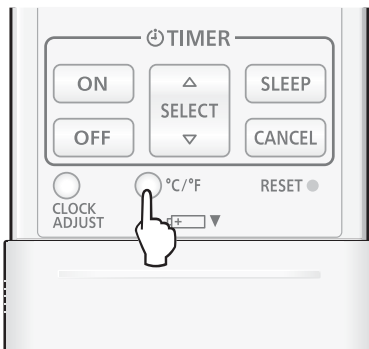 TIMER
ON SLEEP
SELECT
OFF CANCEL
°C/°F RESET
CLOCK
ADJUST